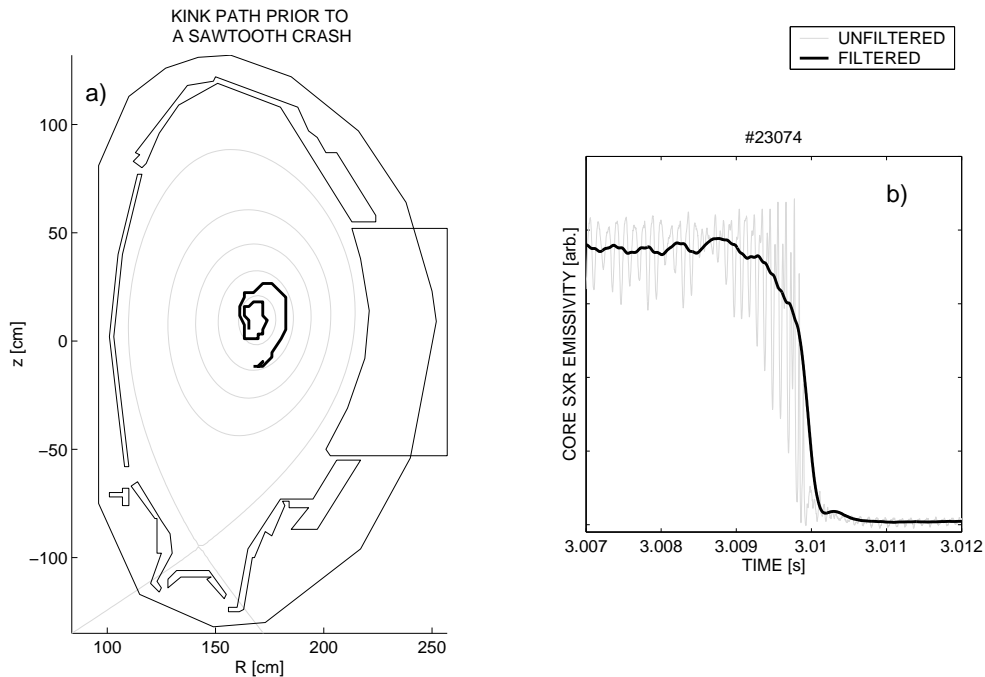 KINK PATH PRIOR TO
A SAWTOOTH CRASH
a)
100
50
0
−50
−100
z [cm]
100
150
200
250
R [cm]
UNFILTERED
FILTERED
#23074
b)
CORE SXR EMISSIVITY [arb.]
3.007
3.008
3.009
3.01
3.011
3.012
TIME [s]